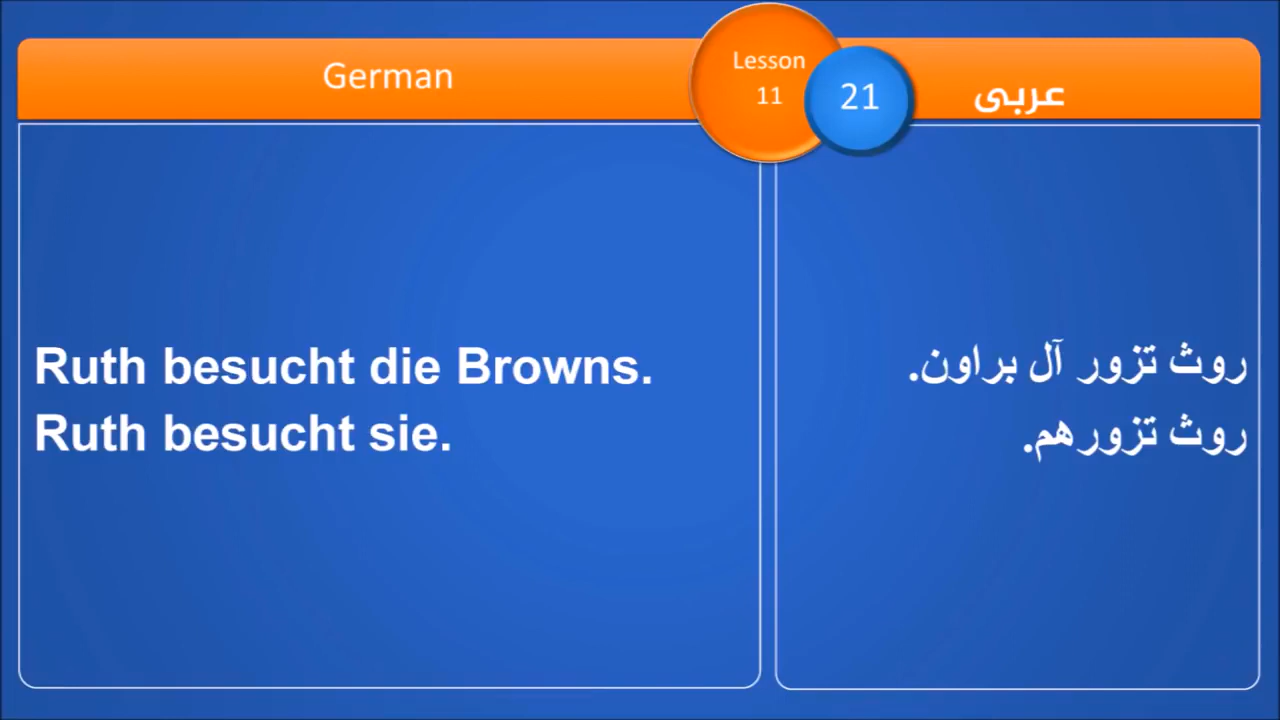 German
Lesson
11
21
عربى
Ruth besucht die Browns.
Ruth besucht sie.
روث تزور آل براون.
روث تزورهم.